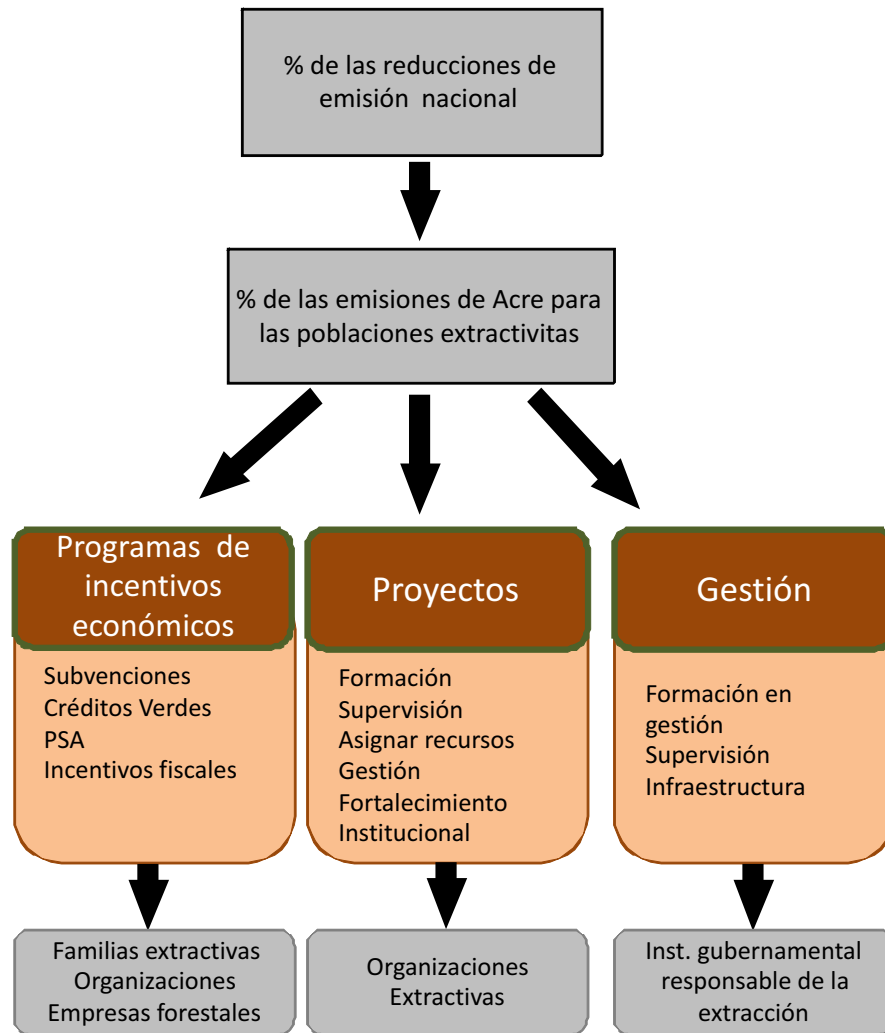 % de las reducciones de
emisión nacional
% de las emisiones de Acre para
las poblaciones extractivitas
Programas de
incentivos
económicos
Subvenciones
Créditos Verdes
PSA
Incentivos fiscales
Familias extractivas
Organizaciones
Empresas forestales
Proyectos
Formación
Supervisión
Asignar recursos
Gestión
Fortalecimiento
Institucional
Organizaciones
Extractivas
Gestión
Formación en
gestión
Supervisión
Infraestructura
Inst. gubernamental
responsable de la
extracción